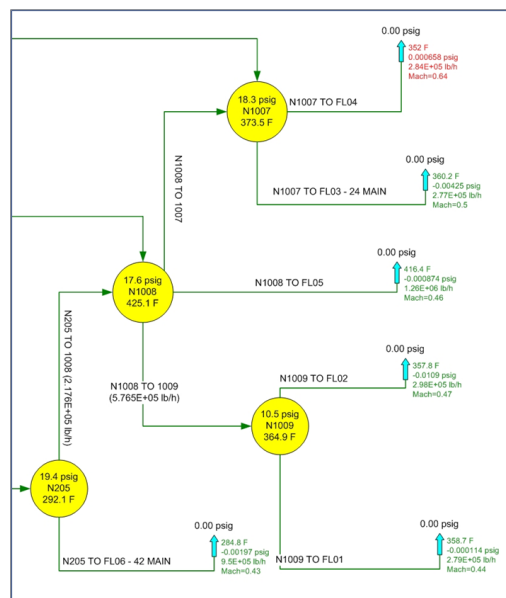 0.00 psig
352 F
0.000658 psig
2.84E+05 lb/h
Mach=0.64
18.3 psig
N1007
373.5 F
N1007 TO FL04
0.00 psig
360.2 F
-0.00425 psig
2.77E+05 lb/h
Mach=0.5
N1007 TO FL03 - 24 MAIN
N1008 TO 1007
0.00 psig
416.4 F
-0.000874 psig
1.26E+06 lb/h
Mach=0.46
17.6 psig
N1008
425.1 F
N1008 TO FL05
N205 TO 1008 (2.176E+05 lb/h)
N1008 TO 1009
(5.765E+05 lb/h)
0.00 psig
357.8 F
-0.0109 psig
2.98E+05 lb/h
Mach=0.47
N1009 TO FL02
10.5 psig
N1009
364.9 F
19.4 psig
N205
292.1 F
0.00 psig
284.8 F
-0.00197 psig
9.5E+05 lb/h
Mach=0.43
N205 TO FL06 - 42 MAIN
0.00 psig
358.7 F
-0.000114 psig
2.79E+05 lb/h
Mach=0.44
N1009 TO FL01